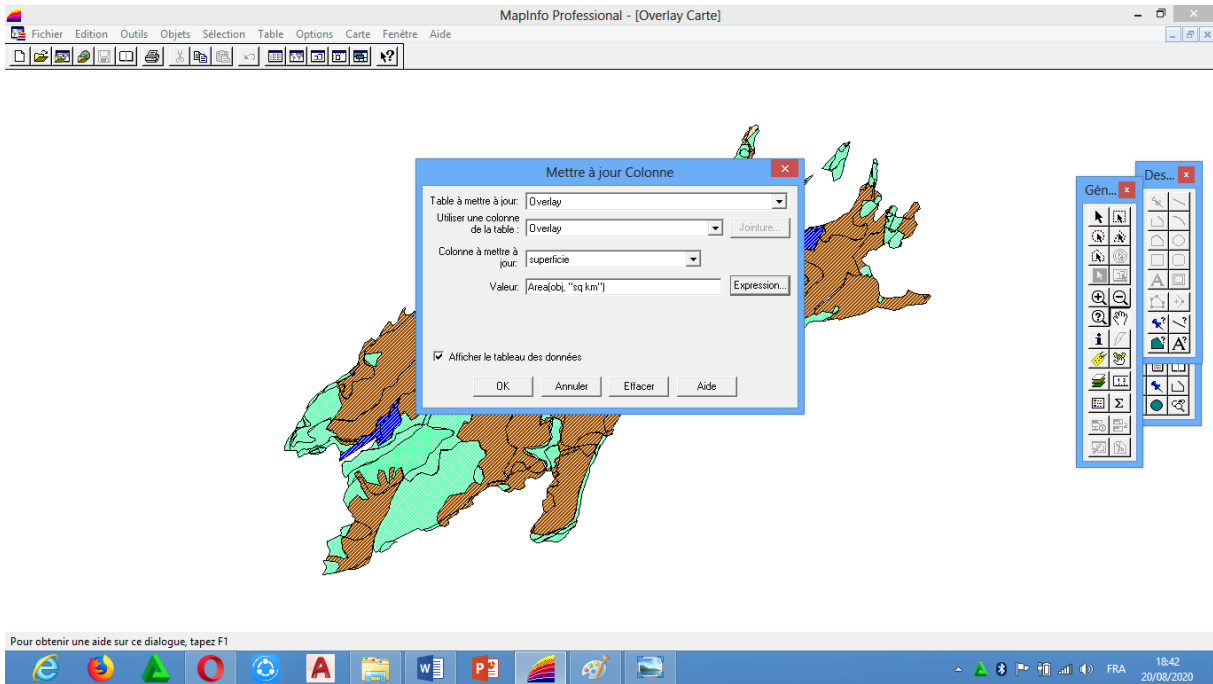 MapInfo Professional - [Overlay Carte]
Fichier Edition Outils Objets Sélection Table Options Carte Fenêtre Aide
Mettre à jour Colonne
Table à mettre à jour: Overlay
Utiliser une colonne
de la table : Overlay Jointure...
Colonne à mettre à
jour: superficie
Valeur: Area(obj, "sq km") Expression...
Afficher le tableau des données
OK Annuler Effacer Aide
Gén...
Des...
Pour obtenir une aide sur ce dialogue, tapez F1
FRA
18:42
20/08/2020